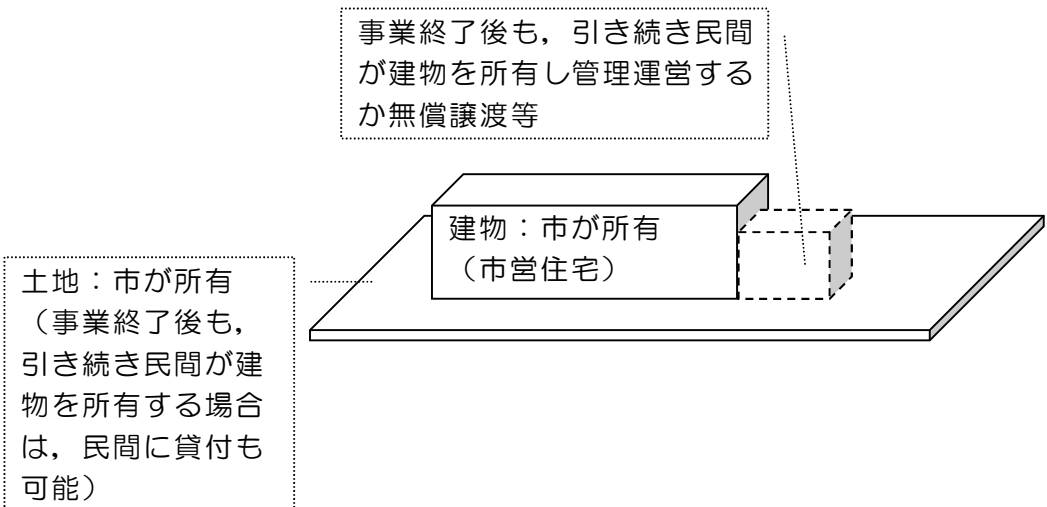 事業終了後も，引き続き民間
が建物を所有し管理運営する
か無償譲渡等
建物：市が所有
（市営住宅）
土地：市が所有
（事業終了後も，
引き続き民間が建
物を所有する場合
は，民間に貸付も
可能）